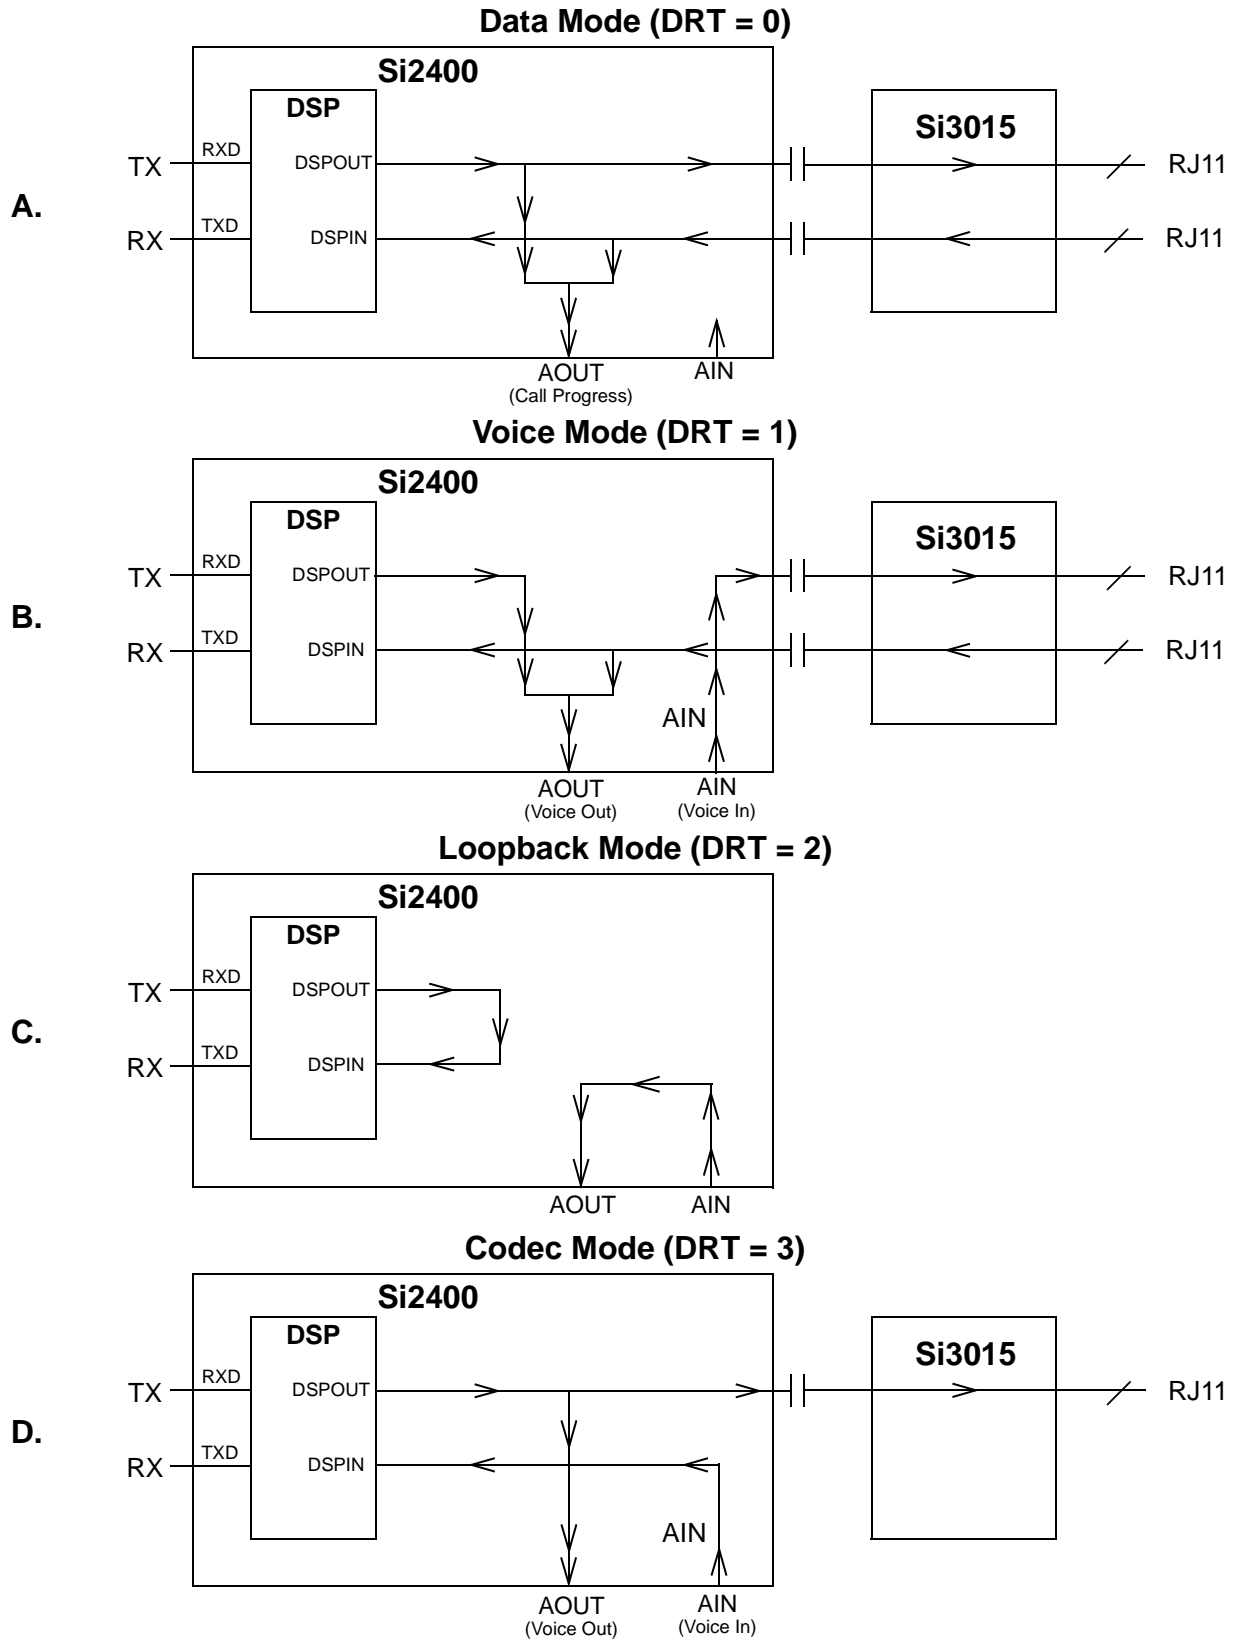 Data Mode (DRT = 0)
Si2400
DSP
Si3015
A.
TX
RXD
DSPOUT
RJ11
RX
TXD
DSPIN
RJ11
AOUT
(Call Progress)
AIN
Voice Mode (DRT = 1)
Si2400
DSP
Si3015
B.
TX
RXD
DSPOUT
RJ11
RX
TXD
DSPIN
RJ11
AIN
AOUT
(Voice Out)
AIN
(Voice In)
Loopback Mode (DRT = 2)
Si2400
DSP
C.
TX
RXD
DSPOUT
RX
TXD
DSPIN
AOUT
AIN
Codec Mode (DRT = 3)
Si2400
DSP
Si3015
D.
TX
RXD
DSPOUT
RJ11
RX
TXD
DSPIN
AIN
AOUT
(Voice Out)
AIN
(Voice In)